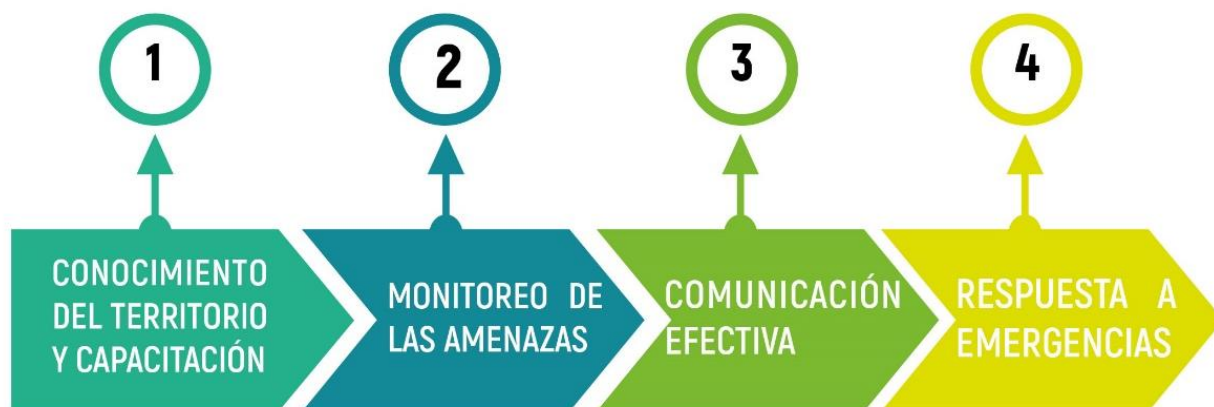 1
2
3
4
CONOCIMIENTO
DEL TERRITORIO
Y CAPACITACIÓN
MONITOREO DE
LAS AMENAZAS
COMUNICACIÓN
EFECTIVA
RESPUESTA A
EMERGENCIAS